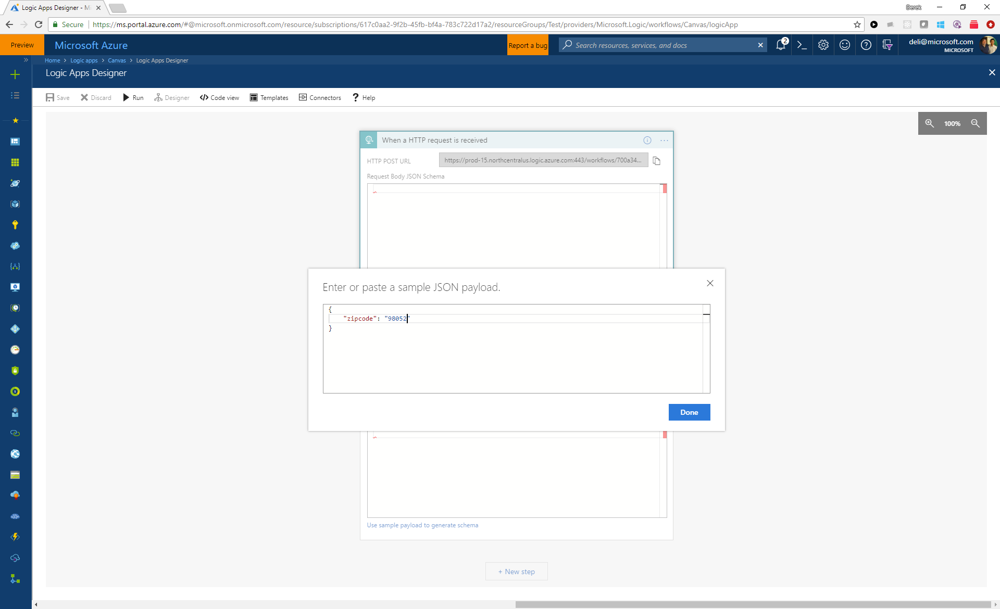 Logic Apps Designer - Mi
Derek
Secure
https://ms.portal.azure.com/#@microsoft.onmicrosoft.com/resource/subscriptions/617c0aa2-9f2b-45fb-bf4a-783c722d17a2/resourceGroups/Test/providers/Microsoft.Logic/workflows/Canvas/logicApp
Preview
Microsoft Azure
Report a bug
Search resources, services, and docs
2
deli@microsoft.com
MICROSOFT
Home > Logic apps > Canvas > Logic Apps Designer
Logic Apps Designer
Save Discard Run Designer Code view Templates Connectors Help
100%
When a HTTP request is received
HTTP POST URL
https://prod-15.northcentralus.logic.azure.com:443/workflows/700a34...
Request Body JSON Schema
Enter or paste a sample JSON payload.
{
"zipcode": "98052"
}
Done
Use sample payload to generate schema
+ New step